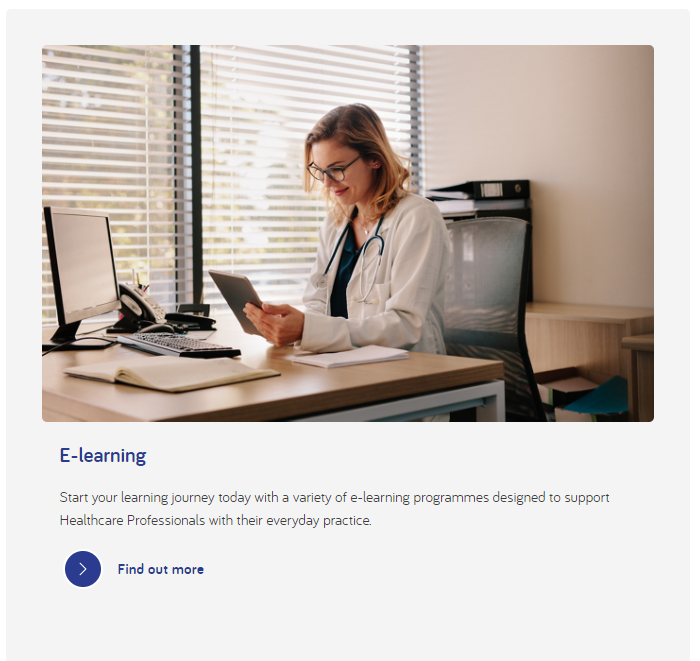 E-learning
Start your learning journey today with a variety of e-learning programmes designed to support
Healthcare Professionals with their everyday practice.
Find out more